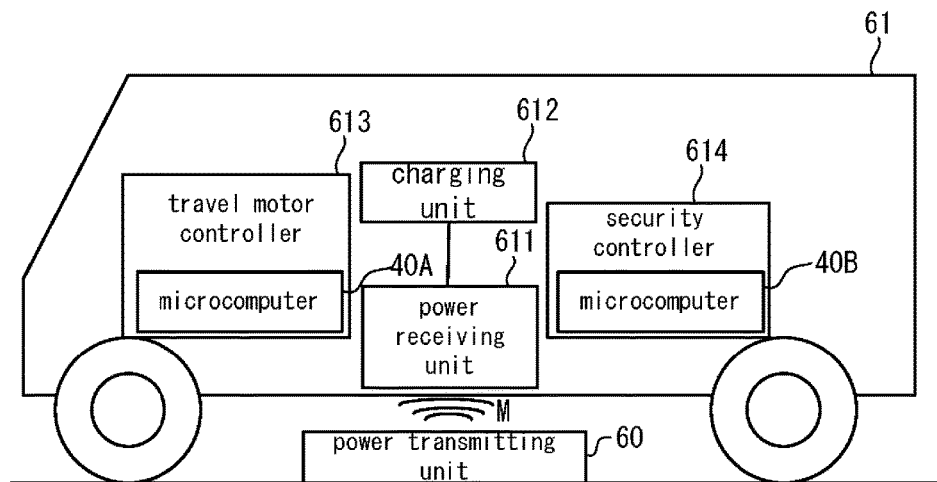 61
613
612
614
charging
unit
travel motor
controller
security
controller
611
40A
40B
microcomputer
power
receiving
unit
microcomputer
M
power transmitting
unit
60